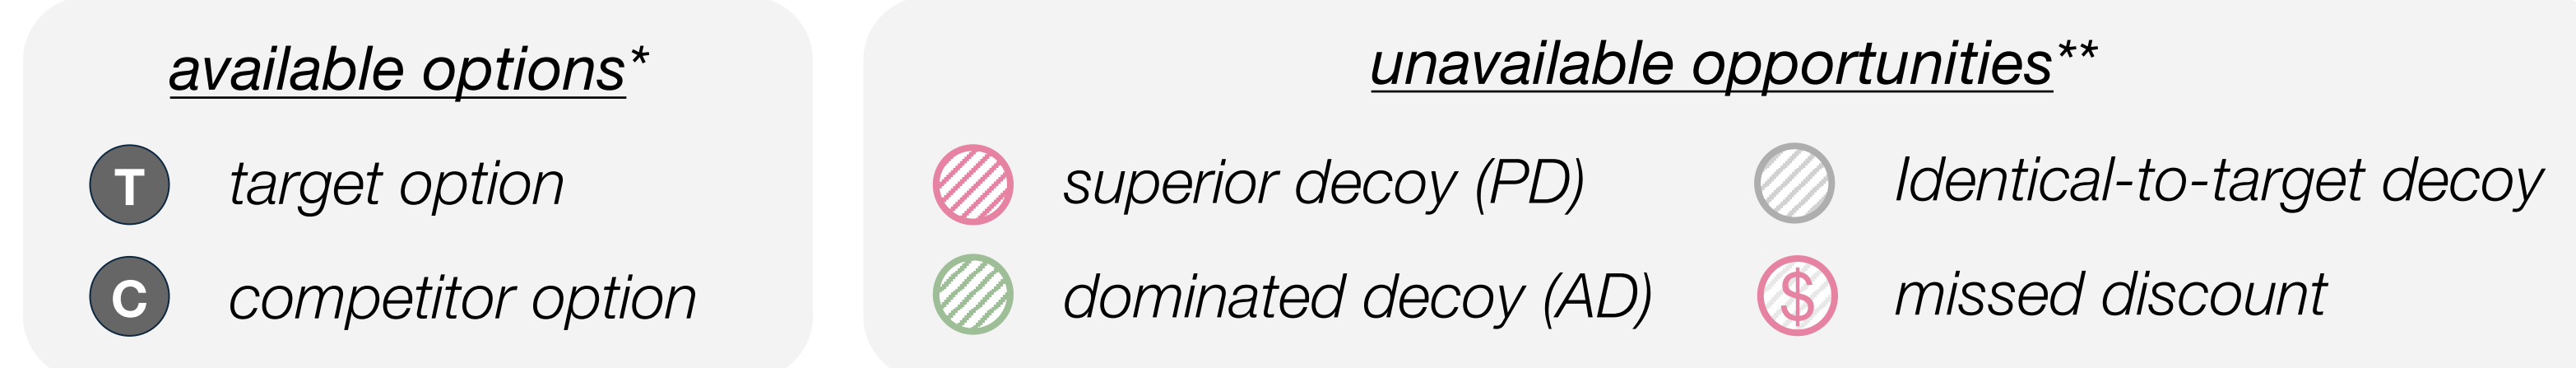 available options*
T target option
C competitor option
unavailable opportunities**
superior decoy (PD)
Identical-to-target decoy
dominated decoy (AD)
$ missed discount